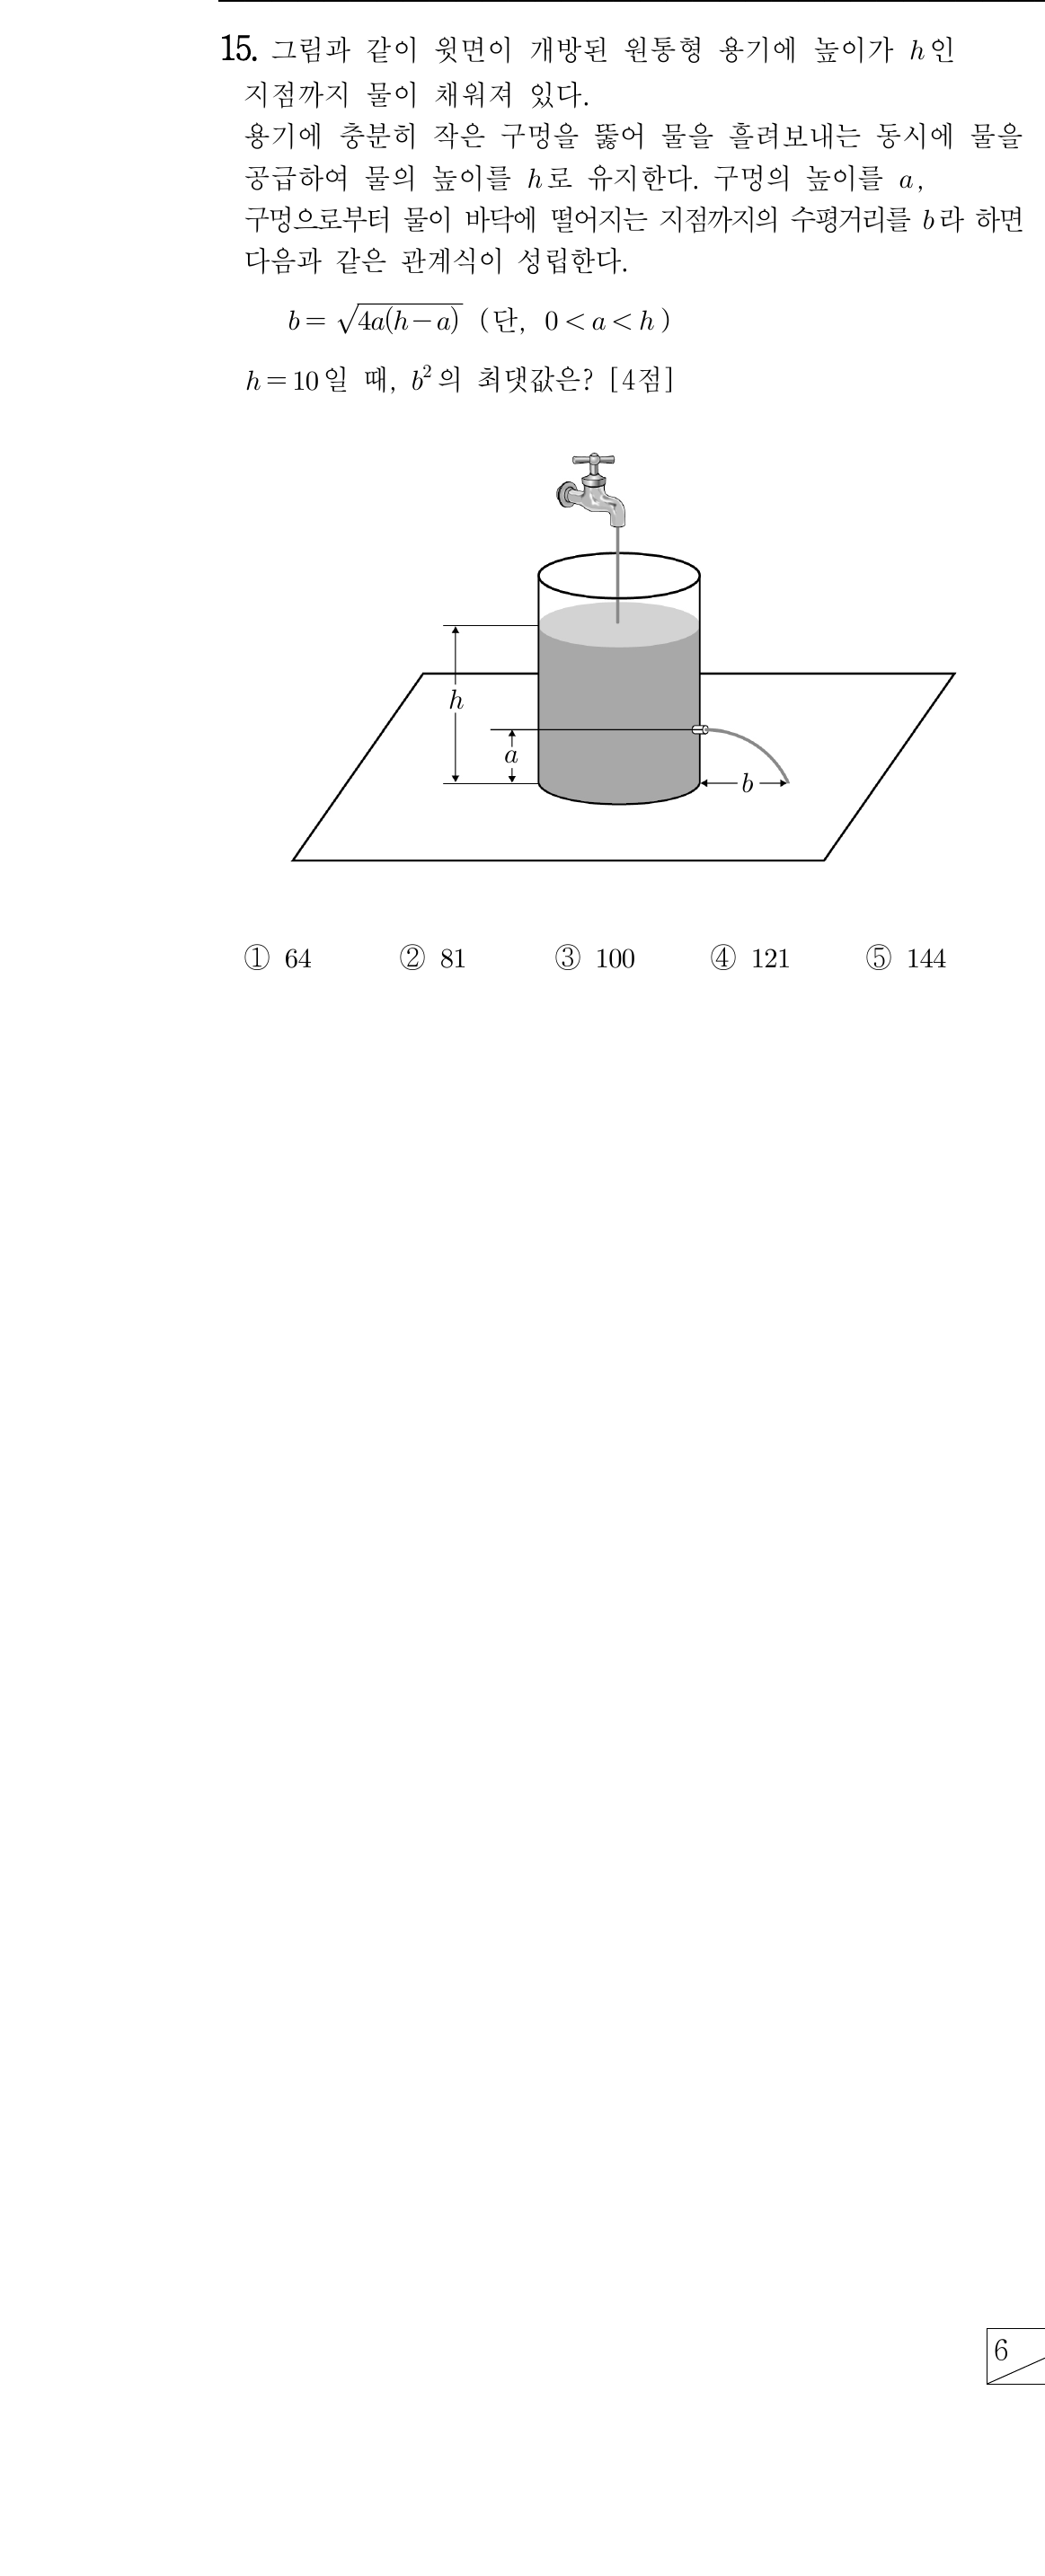 15. 그림과 같이 윗면이 개방된 원통형 용기에 높이가 h인
지점까지 물이 채워져 있다.
용기에 충분히 작은 구멍을 뚫어 물을 흘려보내는 동시에 물을
공급하여 물의 높이를 h로 유지한다. 구멍의 높이를 a,
구멍으로부터 물이 바닥에 떨어지는 지점까지의 수평거리를 b라 하면
다음과 같은 관계식이 성립한다.
b = √4a(h−a) (단, 0 < a < h)
h = 10일 때, b²의 최댓값은? [4점]
h
a
b
① 64 ② 81 ③ 100 ④ 121 ⑤ 144
6